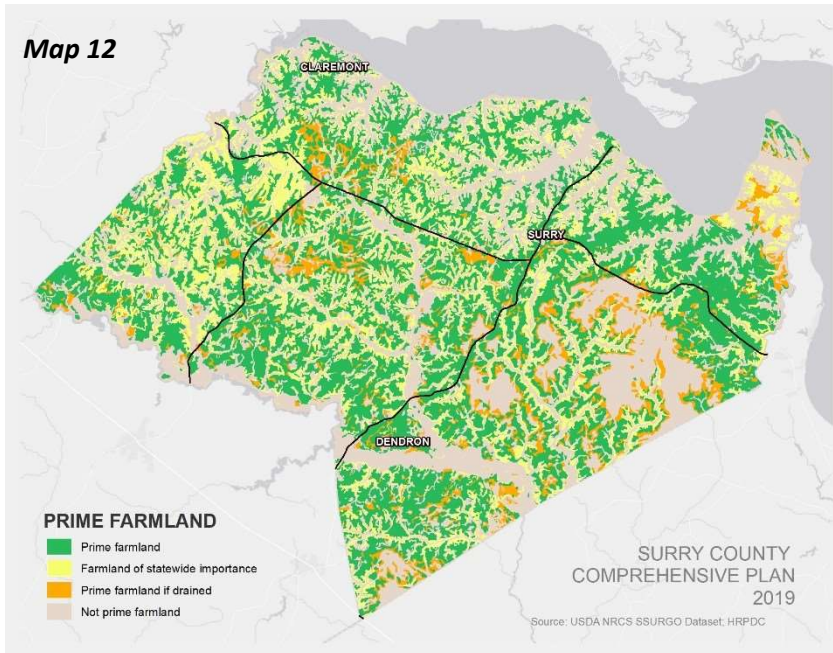 Map 12
CLAREMONT
SURRY
DENDRON
PRIME FARMLAND
Prime farmland
Farmland of statewide importance
Prime farmland if drained
Not prime farmland
SURRY COUNTY
COMPREHENSIVE PLAN
2019
Source: USDA NRCS SSURGO Dataset; HRPDC